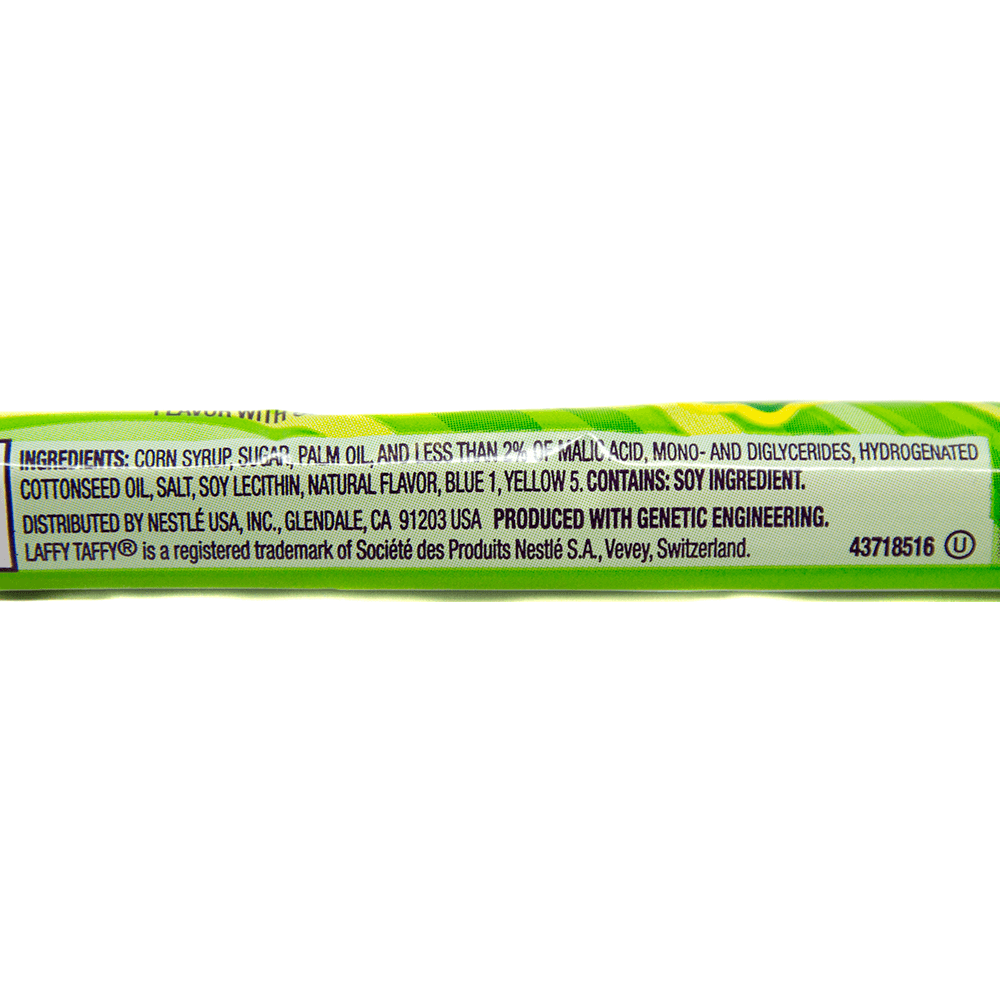 FLAVOR WITH
INGREDIENTS: CORN SYRUP, SUGAR, PALM OIL, AND LESS THAN 2% OF MALIC ACID, MONO- AND DIGLYCERIDES, HYDROGENATED
COTTONSEED OIL, SALT, SOY LECITHIN, NATURAL FLAVOR, BLUE 1, YELLOW 5. CONTAINS: SOY INGREDIENT.
DISTRIBUTED BY NESTLÉ USA, INC., GLENDALE, CA 91203 USA PRODUCED WITH GENETIC ENGINEERING.
LAFFY TAFFY® is a registered trademark of Société des Produits Nestlé S.A., Vevey, Switzerland. 43718516 U